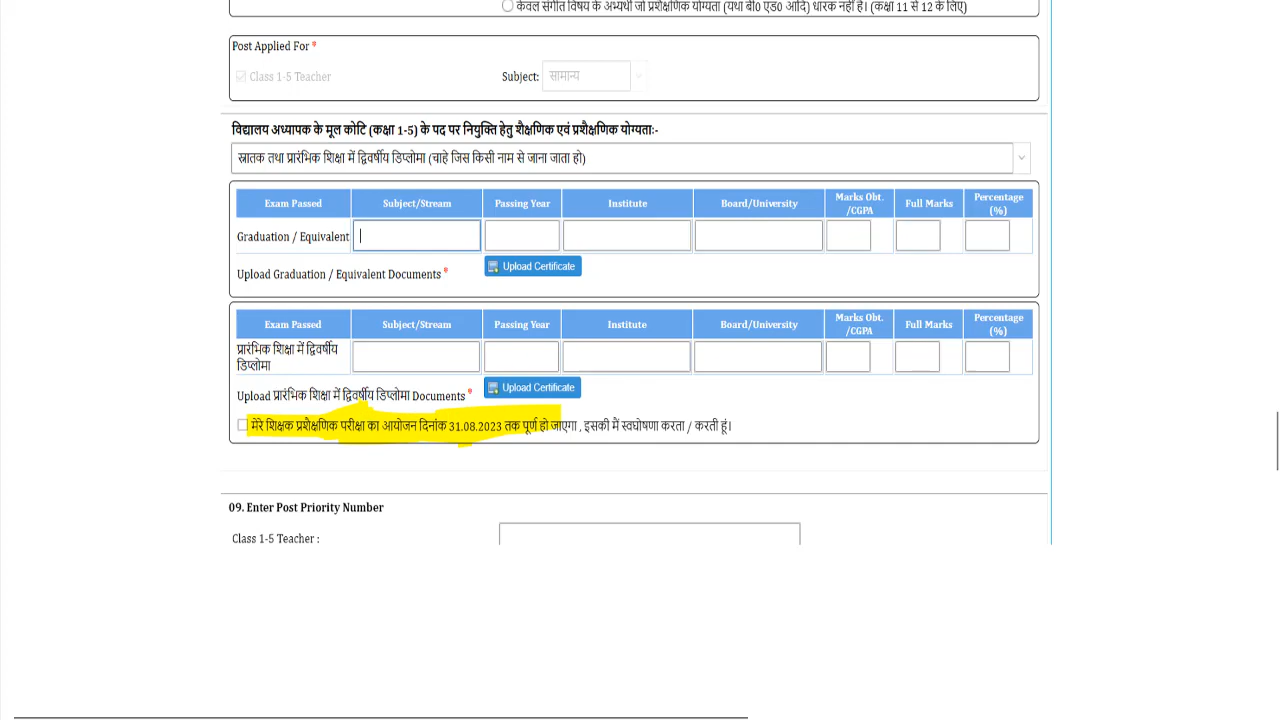 केवल संगीत विषय के अभ्यर्थी जो प्रशैक्षणिक योग्यता (यथा बी0 एड0 आदि) धारक नहीं है। (कक्षा 11 से 12 के लिए)
Post Applied For *
Class 1-5 Teacher Subject: सामान्य
विद्यालय अध्यापक के मूल कोटि (कक्षा 1-5) के पद पर नियुक्ति हेतु शैक्षणिक एवं प्रशैक्षणिक योग्यताः-
स्नातक तथा प्रारंभिक शिक्षा में द्विवर्षीय डिप्लोमा (चाहे जिस किसी नाम से जाना जाता हो)
Exam Passed Subject/Stream Passing Year Institute Board/University Marks Obt. /CGPA Full Marks Percentage (%)
Graduation / Equivalent
Upload Graduation / Equivalent Documents * Upload Certificate
Exam Passed Subject/Stream Passing Year Institute Board/University Marks Obt. /CGPA Full Marks Percentage (%)
प्रारंभिक शिक्षा में द्विवर्षीय
डिप्लोमा
Upload प्रारंभिक शिक्षा में द्विवर्षीय डिप्लोमा Documents * Upload Certificate
मेरे शिक्षक प्रशैक्षणिक परीक्षा का आयोजन दिनांक 31.08.2023 तक पूर्ण हो जाएगा , इसकी मैं स्वघोषणा करता / करती हूं।
09. Enter Post Priority Number
Class 1-5 Teacher :